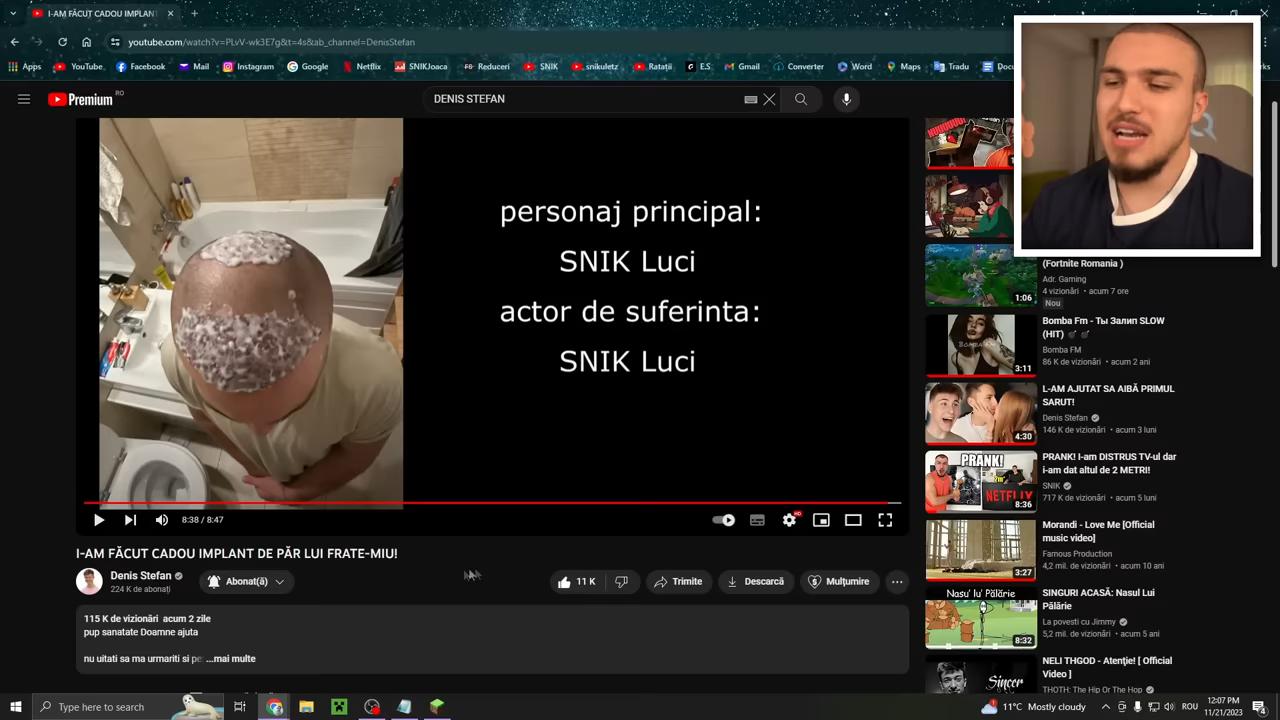 I-AM FĂCUT CADOU IMPLANT
youtube.com/watch?v=PLvV-wk3E7g&t=4s&ab_channel=DenisStefan
Apps
YouTube
Facebook
Mail
Instagram
Google
Netflix
SNIKJoaca
Reduceri
SNIK
snikuletz
Ratații
E.S
Gmail
Converter
Word
Maps
Tradu
Premium RO
DENIS STEFAN
personaj principal:
SNIK Luci
actor de suferinta:
SNIK Luci
8:38 / 8:47
HD
I-AM FĂCUT CADOU IMPLANT DE PĂR LUI FRATE-MIU!
Denis Stefan
224 K de abonați
Abonat(ă)
11 K
Trimite
Descarcă
Mulțumire
115 K de vizionări acum 2 zile
pup sanatate Doamne ajuta
nu uitati sa ma urmariti si pe ...mai multe
(Fortnite Romania )
Adr. Gaming
4 vizionări • acum 7 ore
Nou
1:06
Bomba Fm - Ты Залип SLOW
(HIT)
Bomba FM
86 K de vizionări • acum 2 ani
3:11
L-AM AJUTAT SA AIBĂ PRIMUL
SARUT!
Denis Stefan
146 K de vizionări • acum 3 luni
4:30
PRANK! I-am DISTRUS TV-ul dar
i-am dat altul de 2 METRI!
SNIK
717 K de vizionări • acum 5 luni
PRANK!
NETFLIX
8:36
Morandi - Love Me [Official
music video]
Famous Production
4,2 mil. de vizionări • acum 10 ani
3:27
SINGURI ACASĂ: Nasul Lui
Pălărie
La povesti cu Jimmy
5,2 mil. de vizionări • acum 5 ani
Nasu' lu' Pălărie
8:32
NELI THGOD - Atenție! [ Official
Video ]
THOTH: The Hip Or The Hop
Sincer
Type here to search
11°C Mostly cloudy
ROU
12:07 PM
11/21/2023
4